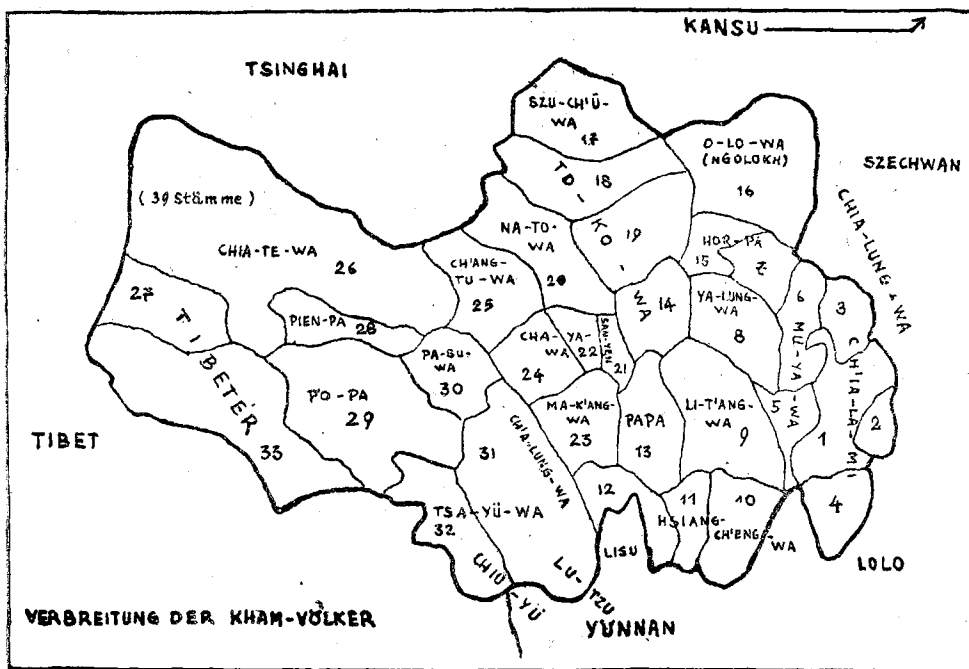 KANSU
TSINGHAI
SZU-CH'Ü-
WA
17
O-LO-WA
(NGOLOKH)
16
SZECHWAN
TO-
KO-
WA
18
19
14
(39 Stämme)
CHIA-TE-WA
26
NA-TO-
WA
20
CH'ANG-
TU-WA
25
HOR-PA
15
7
CHIA-LUNG-WA
27
TIBETER
33
PIEN-PA
28
PA-SU-
WA
30
CHA-
WA
24
YA-
22
SAN-YEN
21
YA-LUNG-
WA
8
6
MU-YA-WA
5
3
CH'IA-LA-MI
1
2
4
PO-PA
29
MA-K'ANG-
WA
23
PAPA
13
LI-T'ANG-
WA
9
TIBET
31
CHIA-LUNG-WA
12
11
10
HSIANG-
CH'ENG-WA
TSA-YÜ-WA
32
LISU
LOLO
CHIÜ-YÜ
LU-TZU
VERBREITUNG DER KHAM-VÖLKER
YÜNNAN